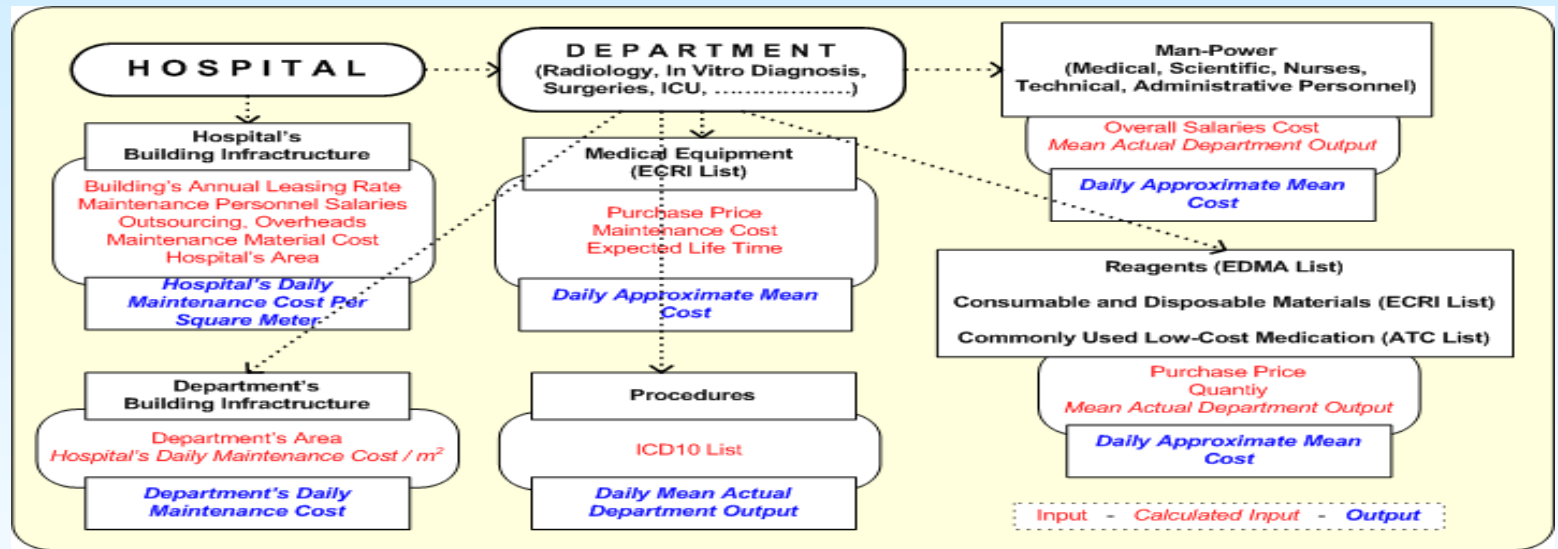 HOSPITAL
DEPARTMENT
(Radiology, In Vitro Diagnosis,
Surgeries, ICU, ....................)
Man-Power
(Medical, Scientific, Nurses,
Technical, Administrative Personnel)
Overall Salaries Cost
Mean Actual Department Output
Daily Approximate Mean
Cost
Hospital's
Building Infractructure
Building's Annual Leasing Rate
Maintenance Personnel Salaries
Outsourcing, Overheads
Maintenance Material Cost
Hospital's Area
Hospital's Daily
Maintenance Cost Per
Square Meter
Medical Equipment
(ECRI List)
Purchase Price
Maintenance Cost
Expected Life Time
Daily Approximate Mean
Cost
Reagents (EDMA List)
Consumable and Disposable Materials (ECRI List)
Commonly Used Low-Cost Medication (ATC List)
Purchase Price
Quantiy
Mean Actual Department Output
Daily Approximate Mean
Cost
Department's
Building Infractructure
Department's Area
Hospital's Daily Maintenance Cost / m²
Department's Daily
Maintenance Cost
Procedures
ICD10 List
Daily Mean Actual
Department Output
Input - Calculated Input - Output